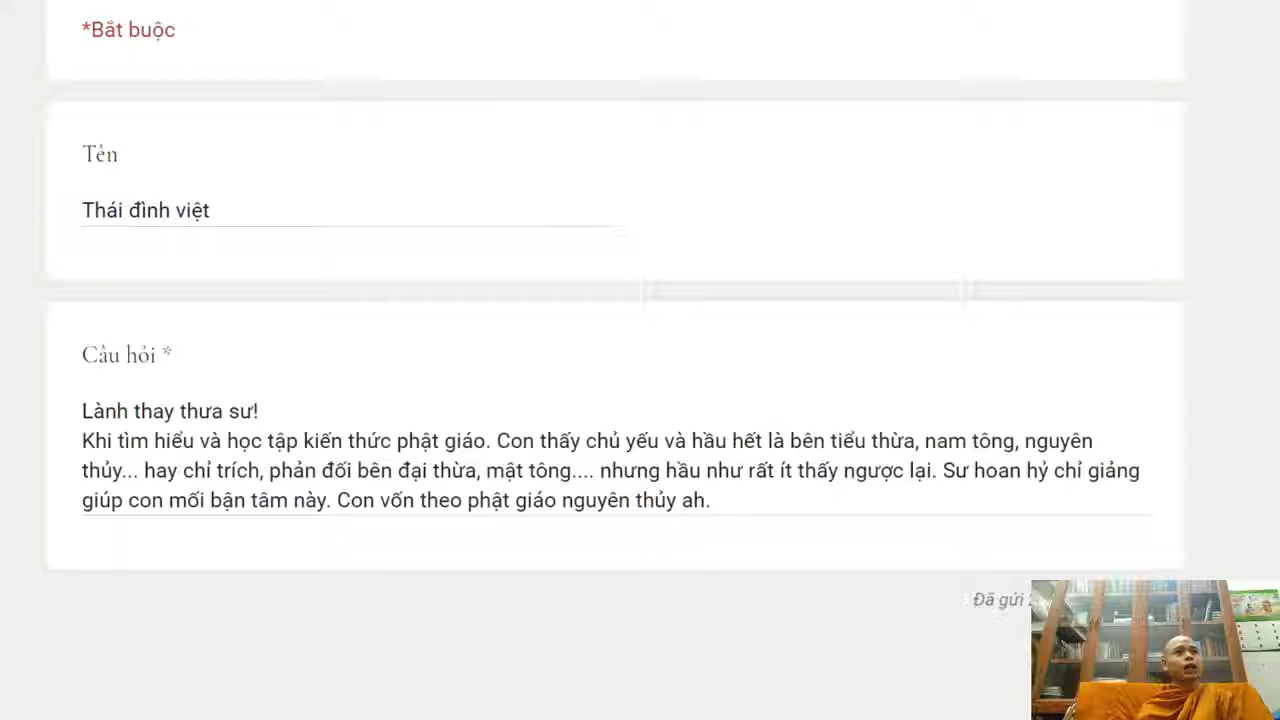 *Bắt buộc
Tên
Thái đình việt
Câu hỏi *
Lành thay thưa sư!
Khi tìm hiểu và học tập kiến thức phật giáo. Con thấy chủ yếu và hầu hết là bên tiểu thừa, nam tông, nguyên
thủy... hay chỉ trích, phản đối bên đại thừa, mật tông.... nhưng hầu như rất ít thấy ngược lại. Sư hoan hỷ chỉ giảng
giúp con mối bận tâm này. Con vốn theo phật giáo nguyên thủy ah.
Đã gửi